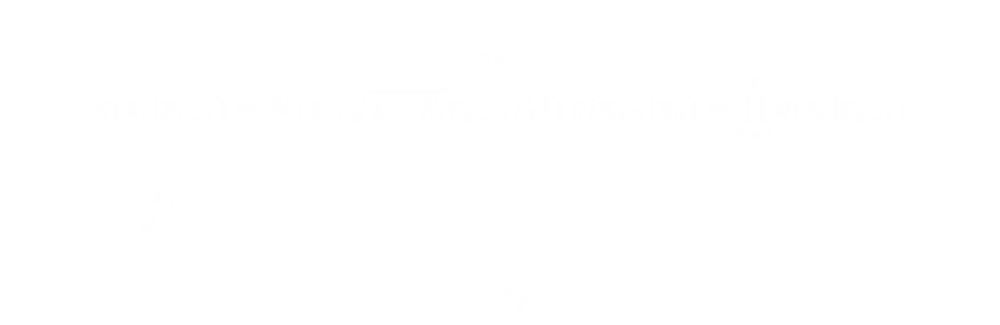 x_T
q(x_t|x_{t−1}) = N(x_t; √(1 − β_t)x_{t−1}, β_t I) q(x_{1:T}|x_0) = ∏_{t=1}^{T} q(x_t|x_{t−1})
x_T
β_t
x_T